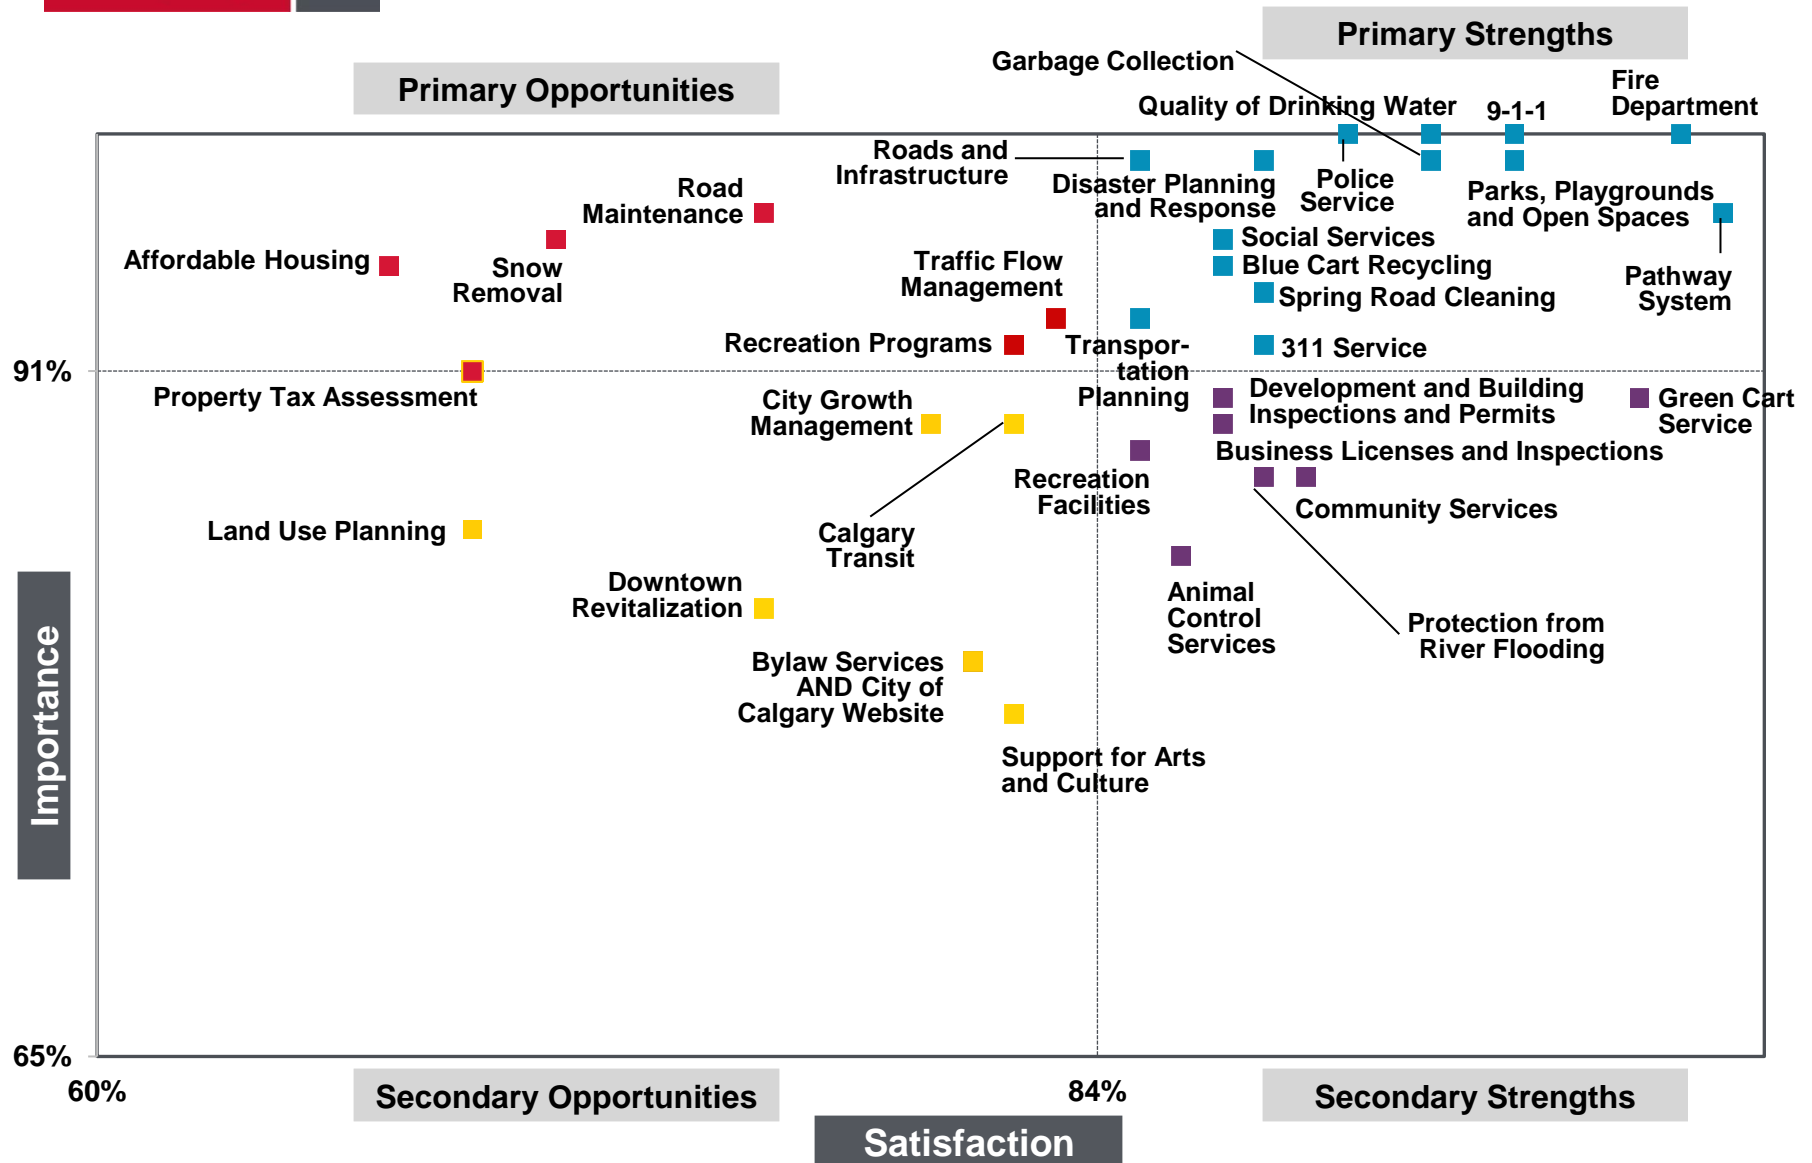 Primary Strengths
Garbage Collection
Primary Opportunities
Fire
Department
Quality of Drinking Water
9-1-1
Roads and
Infrastructure
Disaster Planning
and Response
Police
Service
Parks, Playgrounds
and Open Spaces
Road
Maintenance
Social Services
Affordable Housing
Snow
Removal
Traffic Flow
Management
Blue Cart Recycling
Pathway
System
Spring Road Cleaning
Recreation Programs
Transpor-
tation
Planning
311 Service
91%
Property Tax Assessment
City Growth
Management
Development and Building
Inspections and Permits
Green Cart
Service
Business Licenses and Inspections
Recreation
Facilities
Community Services
Land Use Planning
Calgary
Transit
Downtown
Revitalization
Animal
Control
Services
Protection from
River Flooding
Bylaw Services
AND City of
Calgary Website
Support for Arts
and Culture
Importance
65%
60%
84%
Secondary Opportunities
Secondary Strengths
Satisfaction